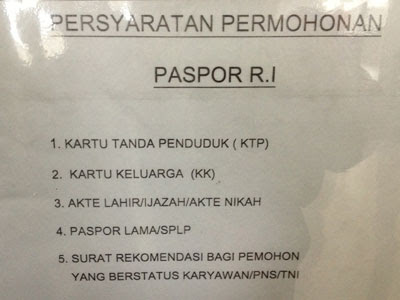 PERSYARATAN PERMOHONAN
PASPOR R.I
1. KARTU TANDA PENDUDUK ( KTP)
2. KARTU KELUARGA (KK)
3. AKTE LAHIR/IJAZAH/AKTE NIKAH
4. PASPOR LAMA/SPLP
5. SURAT REKOMENDASI BAGI PEMOHON
YANG BERSTATUS KARYAWAN/PNS/TNI